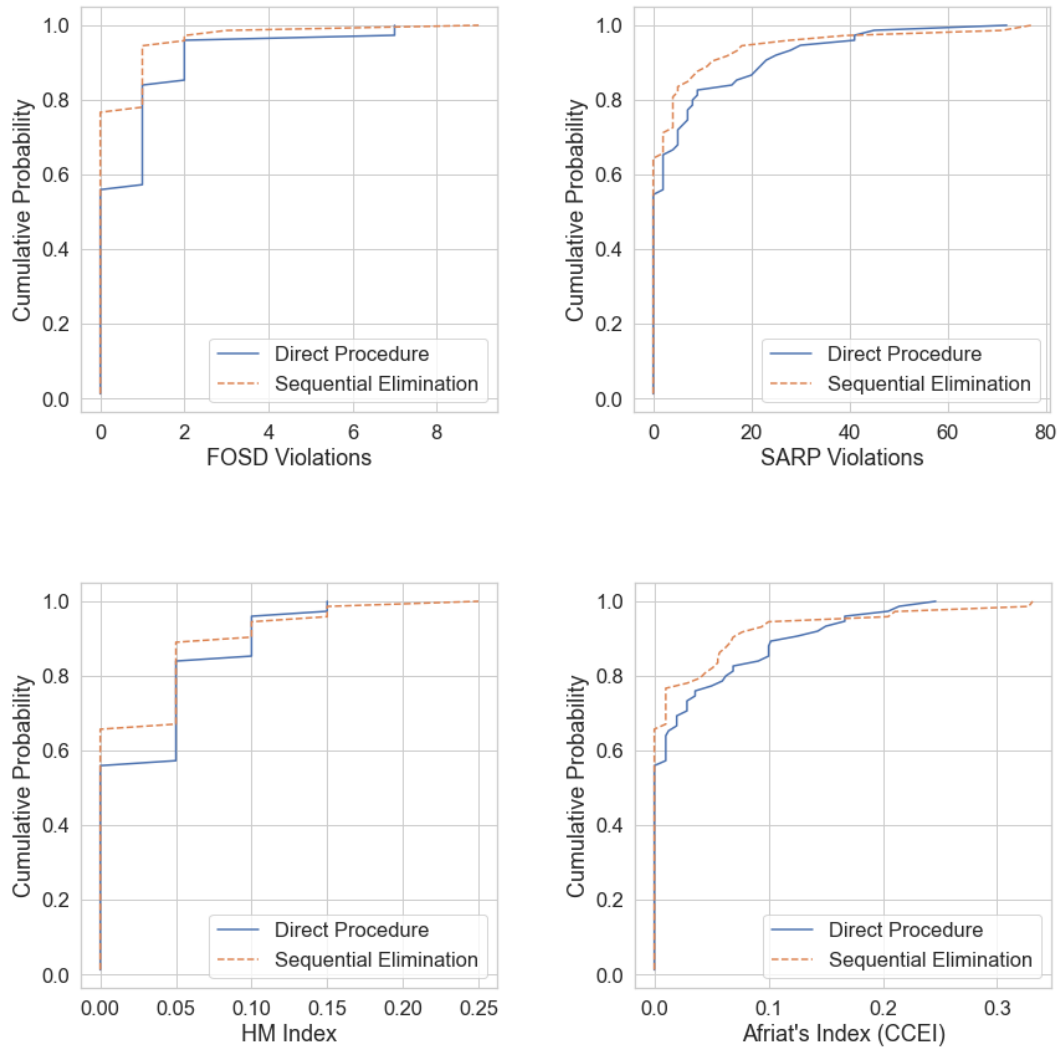 1.0
0.8
0.6
0.4
0.2
0.0
Cumulative Probability
Direct Procedure
Sequential Elimination
0 2 4 6 8
FOSD Violations
1.0
0.8
0.6
0.4
0.2
0.0
Cumulative Probability
Direct Procedure
Sequential Elimination
0 20 40 60 80
SARP Violations
1.0
0.8
0.6
0.4
0.2
0.0
Cumulative Probability
Direct Procedure
Sequential Elimination
0.00 0.05 0.10 0.15 0.20 0.25
HM Index
1.0
0.8
0.6
0.4
0.2
0.0
Cumulative Probability
Direct Procedure
Sequential Elimination
0.0 0.1 0.2 0.3
Afriat's Index (CCEI)